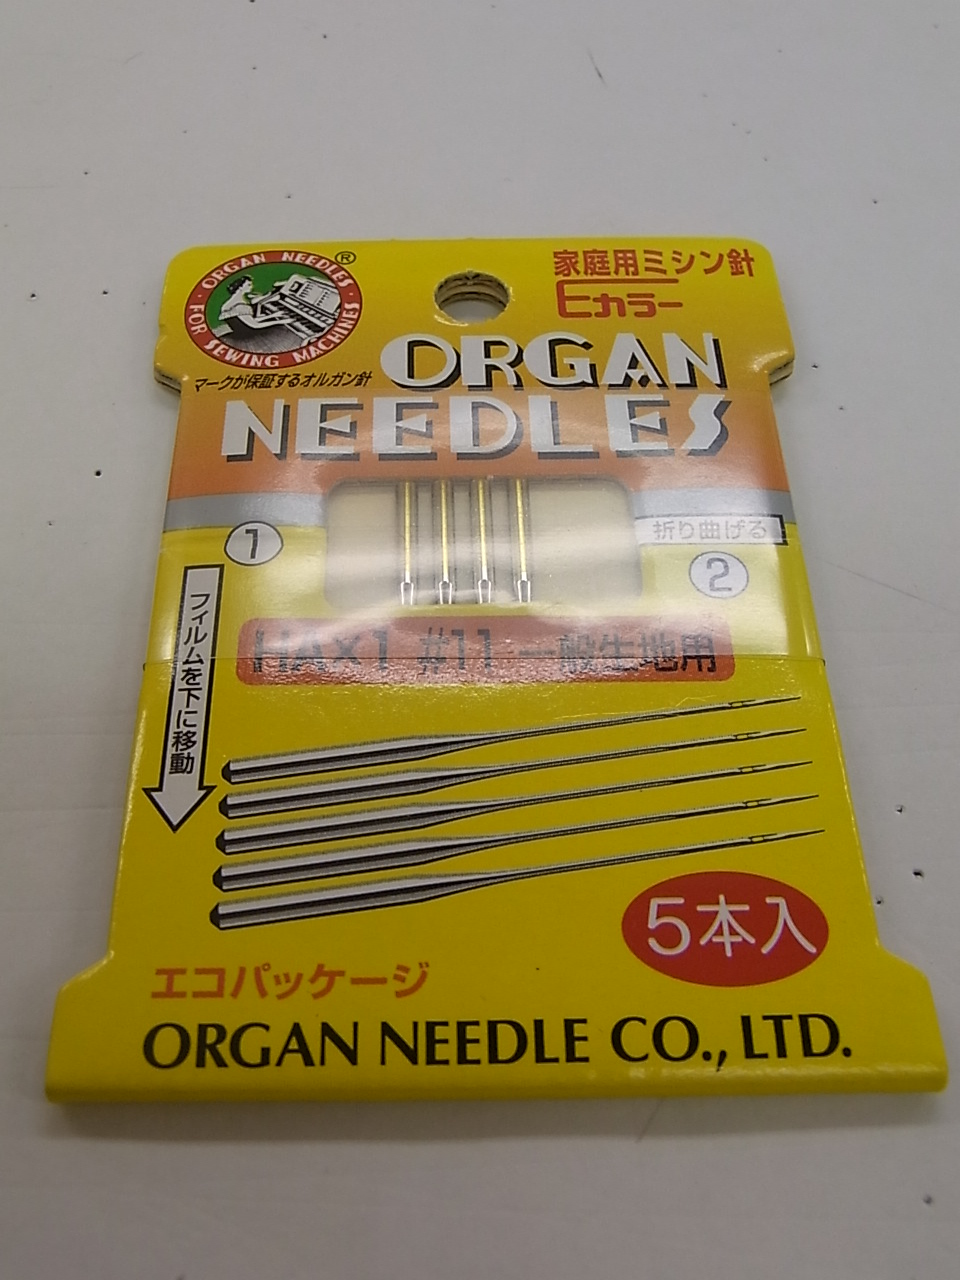 ORGAN NEEDLES
FOR SEWING MACHINES
®
マークが保証するオルガン針
家庭用ミシン針
Eカラー
ORGAN
NEEDLES
1
折り曲げる
2
フィルムを下に移動
HA×1 #11 一般生地用
5本入
エコパッケージ
ORGAN NEEDLE CO., LTD.